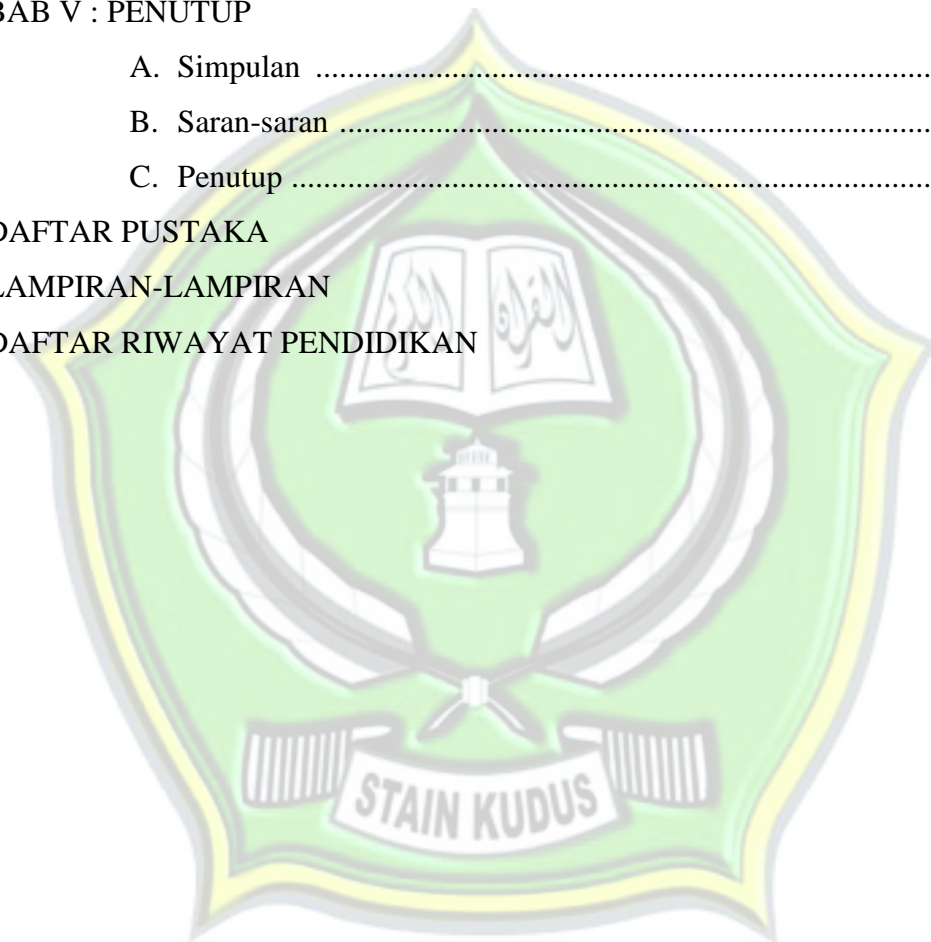 BAB V : PENUTUP
A. Simpulan ..............................................................................
B. Saran-saran ...........................................................................
C. Penutup .................................................................................
DAFTAR PUSTAKA
LAMPIRAN-LAMPIRAN
DAFTAR RIWAYAT PENDIDIKAN
STAIN KUDUS